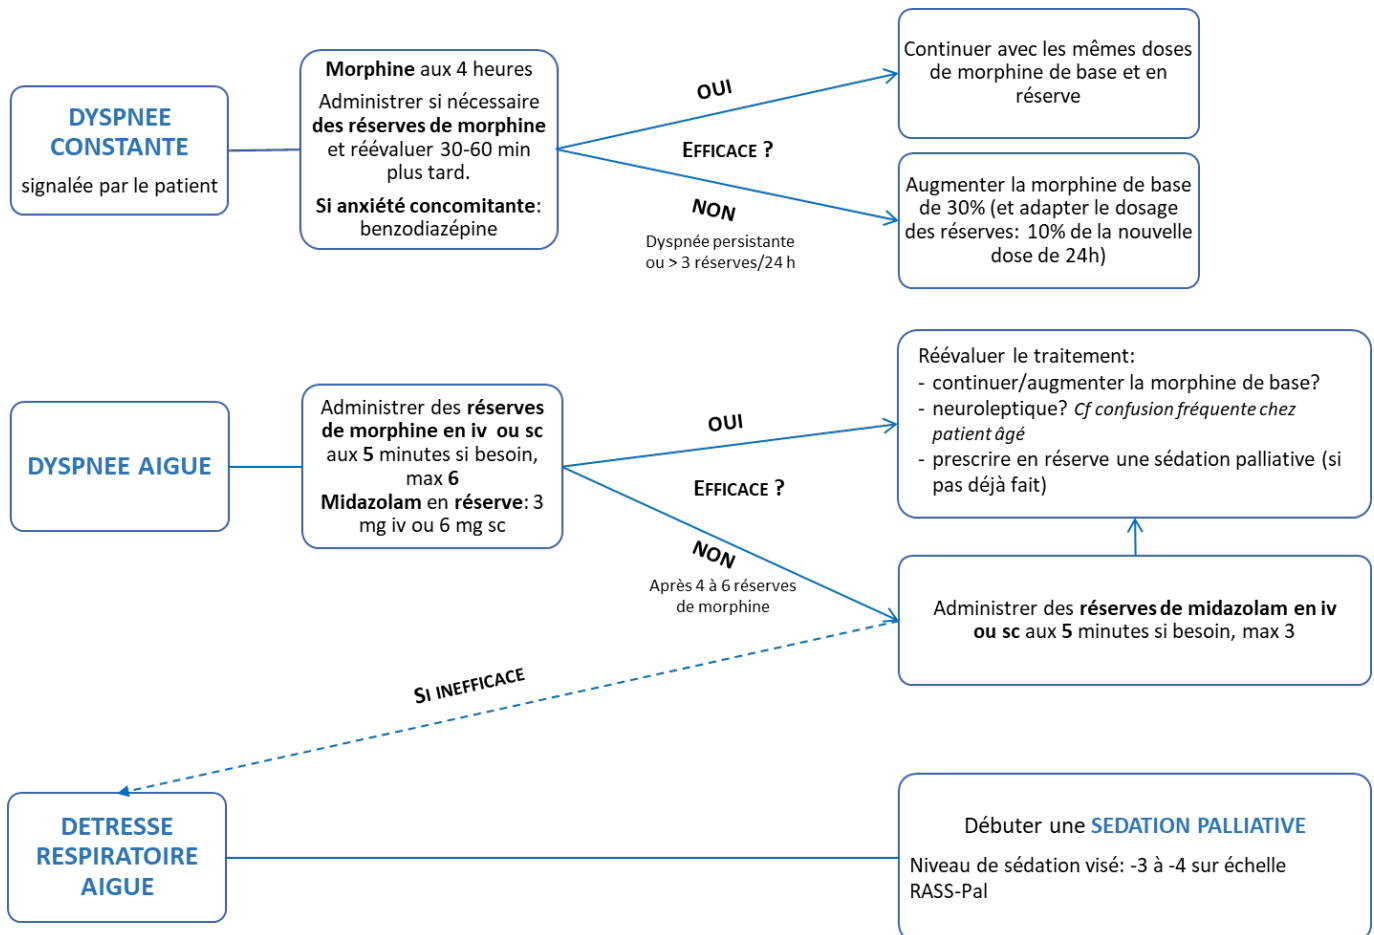 DYSPNEE
CONSTANTE
signalée par le patient
Morphine aux 4 heures
Administrer si nécessaire
des réserves de morphine
et réévaluer 30-60 min
plus tard.
Si anxiété concomitante:
benzodiazépine
OUI
EFFICACE ?
NON
Dyspnée persistante
ou > 3 réserves/24 h
Continuer avec les mêmes doses
de morphine de base et en
réserve
Augmenter la morphine de base
de 30% (et adapter le dosage
des réserves: 10% de la nouvelle
dose de 24h)
DYSPNEE AIGUE
Administrer des réserves
de morphine en iv ou sc
aux 5 minutes si besoin,
max 6
Midazolam en réserve: 3
mg iv ou 6 mg sc
OUI
EFFICACE ?
NON
Après 4 à 6 réserves
de morphine
Réévaluer le traitement:
- continuer/augmenter la morphine de base?
- neuroleptique? Cf confusion fréquente chez
patient âgé
- prescrire en réserve une sédation palliative (si
pas déjà fait)
Administrer des réserves de midazolam en iv
ou sc aux 5 minutes si besoin, max 3
SI INEFFICACE
DETRESSE
RESPIRATOIRE
AIGUE
Débuter une SEDATION PALLIATIVE
Niveau de sédation visé: -3 à -4 sur échelle
RASS-Pal